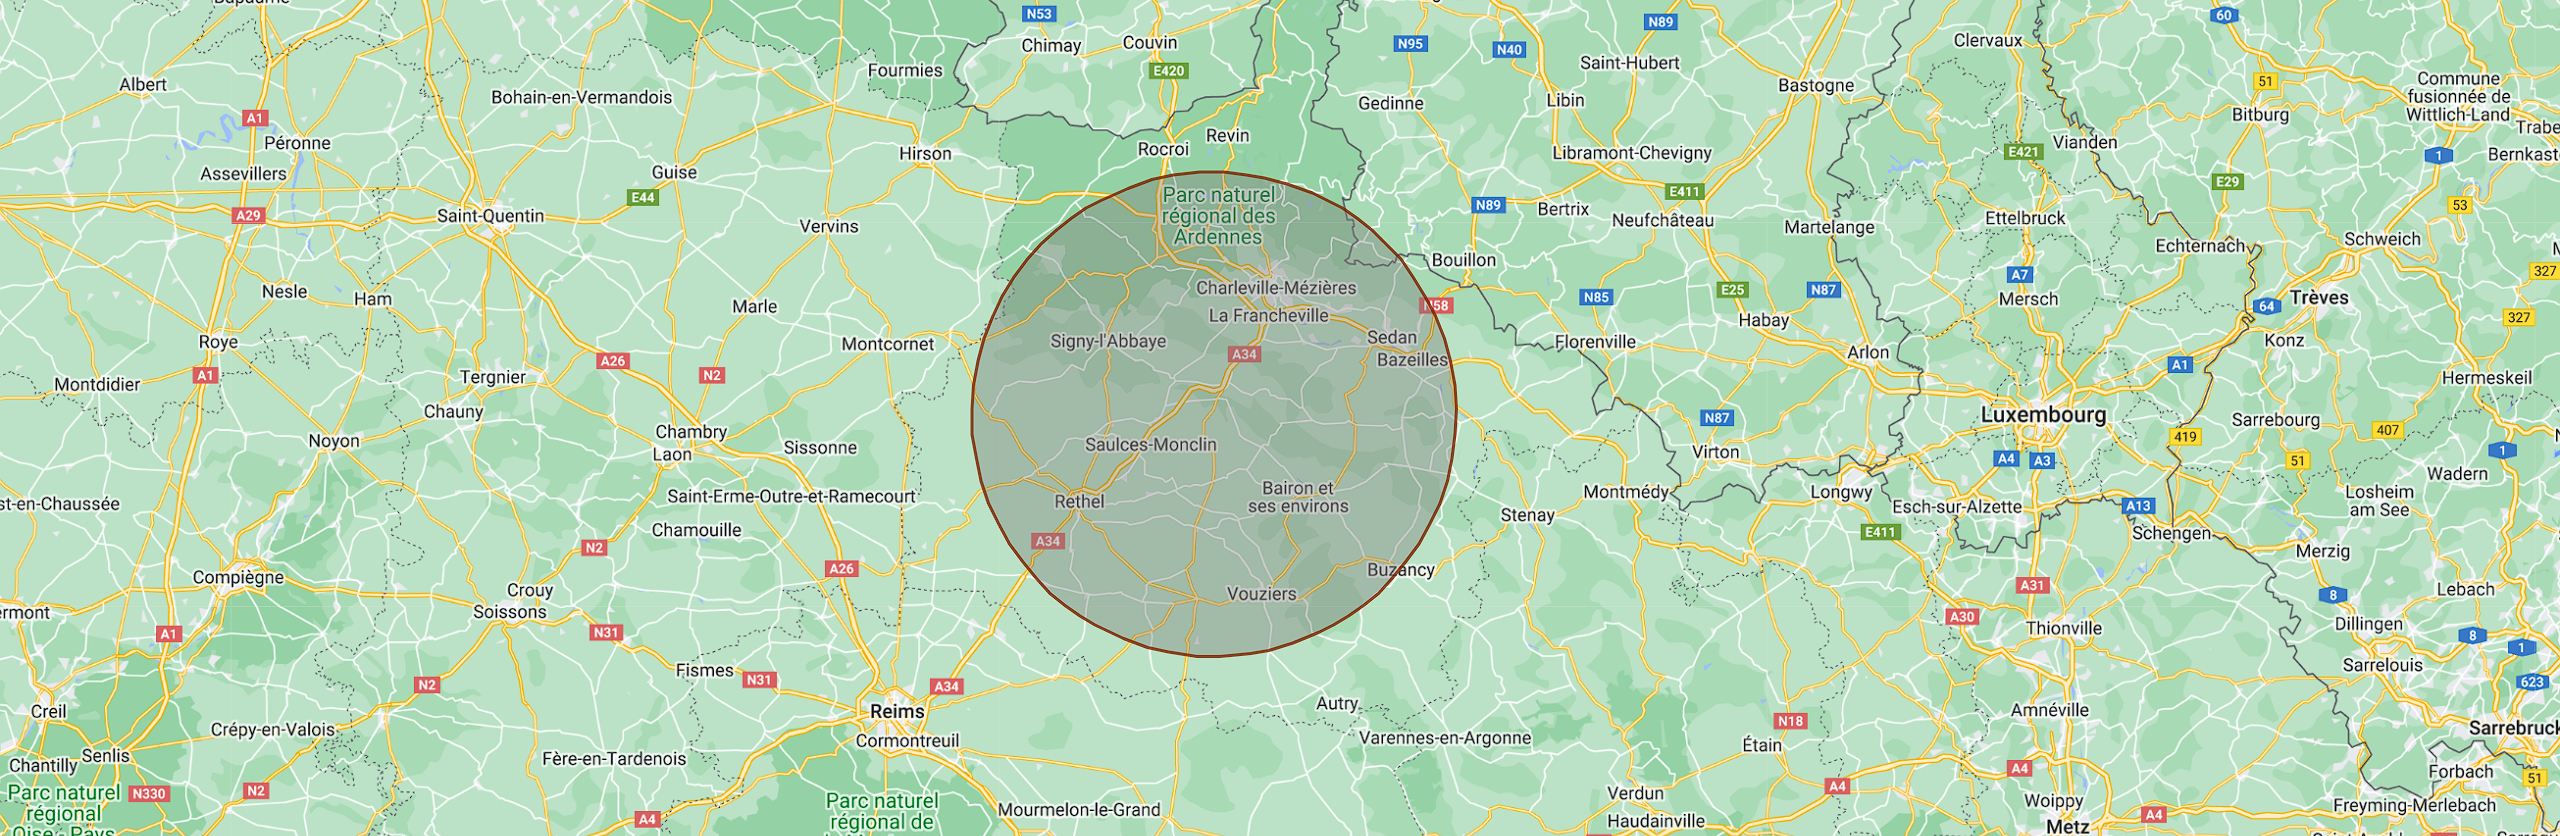 N53
N89
60
Chimay
Couvin
N95
N40
Clervaux
Saint-Hubert
Fourmies
E420
Commune
fusionnée de
Wittlich-Land
51
Albert
Bohain-en-Vermandois
Bastogne
Gedinne
Libin
Bitburg
A1
Péronne
Revin
Rocroi
Vianden
Hirson
Libramont-Chevigny
E421
1
Assevillers
Guise
E44
E411
E29
A29
Saint-Quentin
Parc naturel
régional des
Ardennes
N89
Bertrix
Neufchâteau
53
Vervins
Martelange
Ettelbruck
Schweich
Echternach
Bouillon
A7
327
Nesle
Ham
Charleville-Mézières
N85
E25
N87
Mersch
64
Trèves
Marle
La Francheville
N58
Habay
327
Roye
Montcornet
Signy-l'Abbaye
Sedan
Florenville
Konz
A34
Bazeilles
Arlon
A26
A1
A1
N2
Montdidier
Tergnier
Hermeskeil
Chauny
N87
Luxembourg
Sarrebourg
Noyon
Chambry
Laon
Sissonne
Saulces-Monclin
Virton
419
407
A4
A3
51
1
Wadern
st-en-Chaussée
Saint-Erme-Outre-et-Ramecourt
Rethel
Bairon et
ses environs
Montmédy
Longwy
Losheim
am See
Chamouille
Stenay
Esch-sur-Alzette
A13
E411
Schengen
N2
A34
Merzig
Compiègne
A26
Buzancy
Crouy
Soissons
Vouziers
A31
8
Lebach
ermont
A1
N31
A30
Thionville
Dillingen
8
1
Fismes
N31
Sarrelouis
N2
A34
623
Creil
Reims
Autry
Amnéville
N18
Crépy-en-Valois
Cormontreuil
Varennes-en-Argonne
Étain
Sarrebruck
Senlis
Chantilly
Fère-en-Tardenois
A4
Forbach
51
Parc naturel
régional
Oise - Pays
N330
N2
Parc naturel
régional de
Mourmelon-le-Grand
Verdun
A4
Woippy
Freyming-Merlebach
A4
Haudainville
A4
Metz